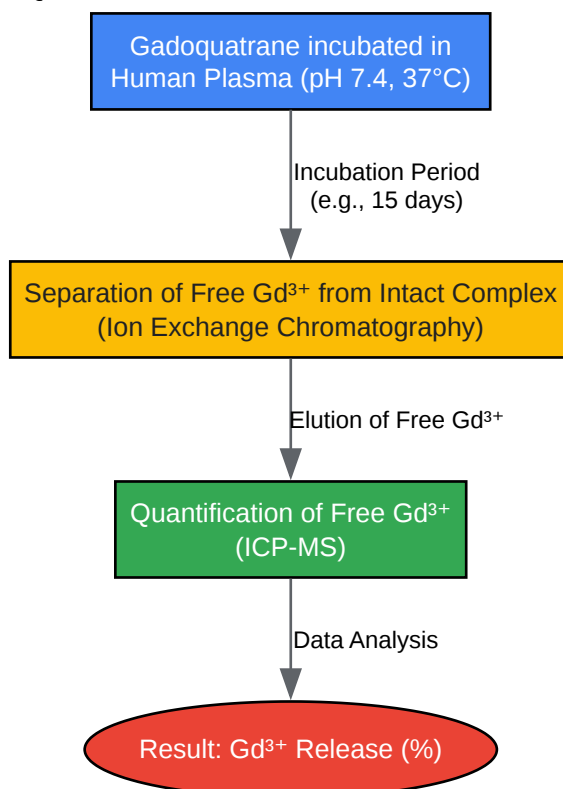 Gadoquatrane incubated in
Human Plasma (pH 7.4, 37°C)
Incubation Period
(e.g., 15 days)
Separation of Free Gd³⁺ from Intact Complex
(Ion Exchange Chromatography)
Elution of Free Gd³⁺
Quantification of Free Gd³⁺
(ICP-MS)
Data Analysis
Result: Gd³⁺ Release (%)